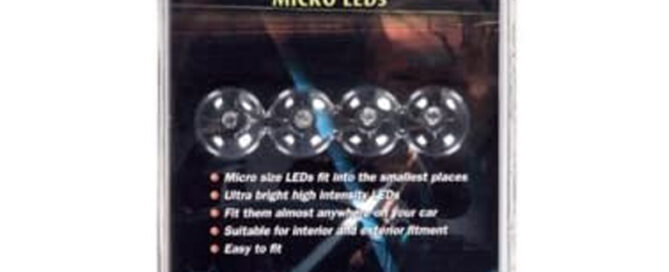 MICRO LEDs
Micro size LEDs fit into the smallest places
Ultra bright high intensity LEDs
Fit them almost anywhere on your car
Suitable for interior and exterior fitment
Easy to fit